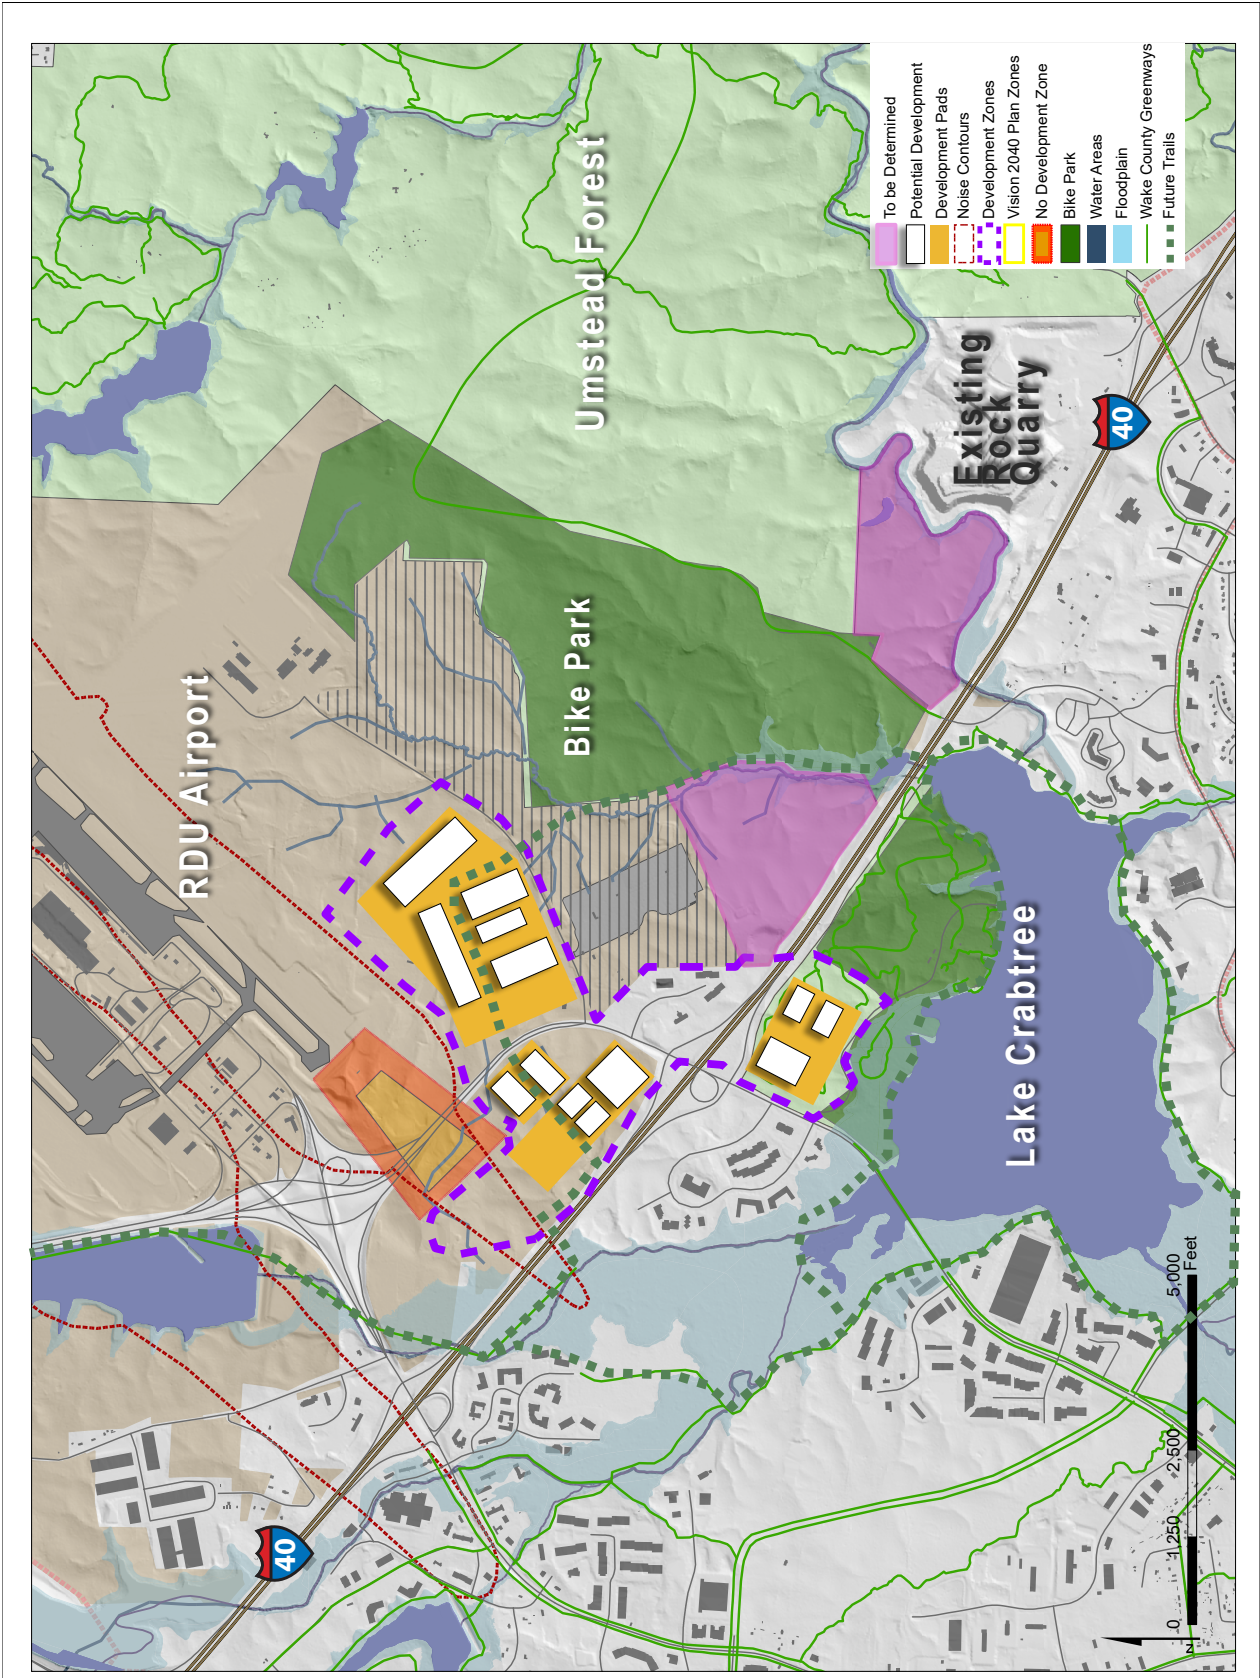 RDU Airport
Umstead Forest
Bike Park
Existing
Rock
Quarry
Lake Crabtree
40
40
To be Determined
Potential Development
Development Pads
Noise Contours
Development Zones
Vision 2040 Plan Zones
No Development Zone
Bike Park
Water Areas
Floodplain
Wake County Greenways
Future Trails
0 1,250 2,500 5,000
Feet
N